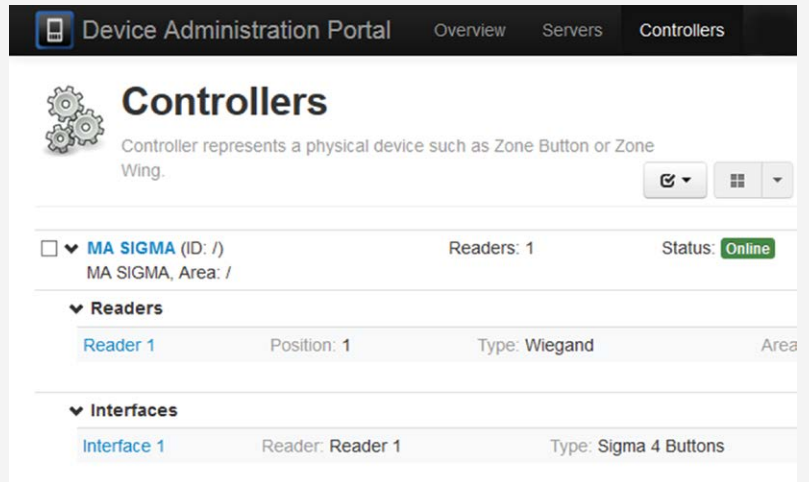 Device Administration Portal Overview Servers Controllers
Controllers
Controller represents a physical device such as Zone Button or Zone
Wing.
MA SIGMA (ID: /) Readers: 1 Status: Online
MA SIGMA, Area: /
Readers
Reader 1 Position: 1 Type: Wiegand Area
Interfaces
Interface 1 Reader: Reader 1 Type: Sigma 4 Buttons